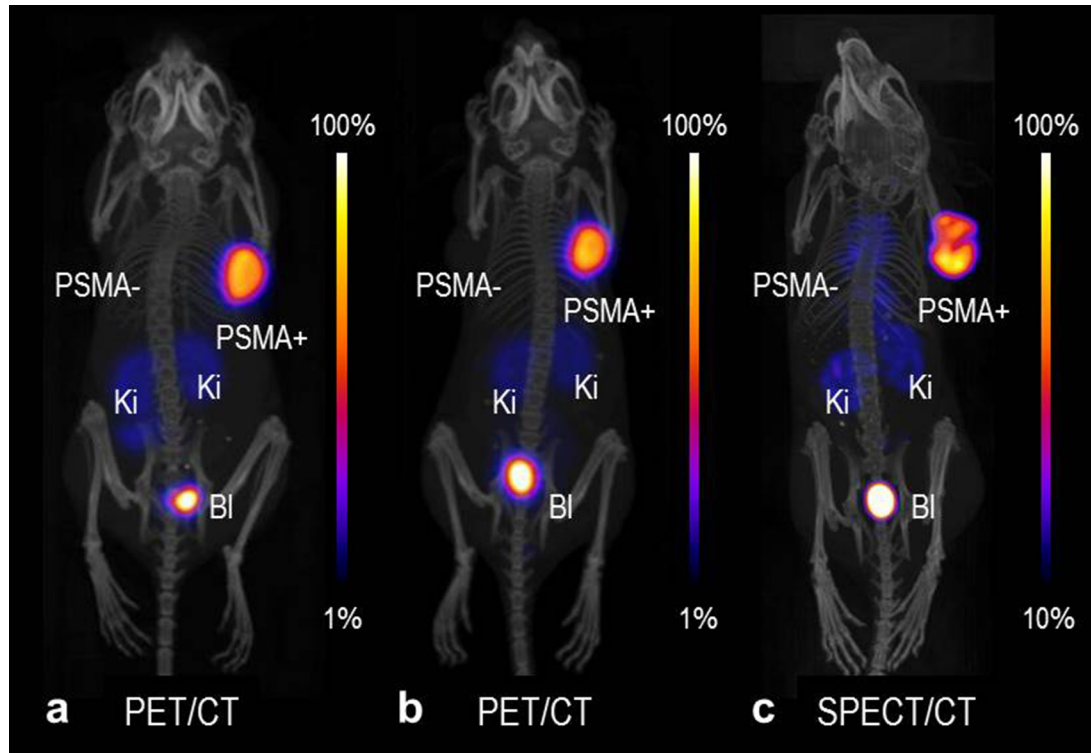 100%
PSMA-
PSMA+
Ki
Ki
Bl
1%
a PET/CT
100%
PSMA-
PSMA+
Ki
Ki
Bl
1%
b PET/CT
100%
PSMA-
PSMA+
Ki
Ki
Bl
10%
c SPECT/CT